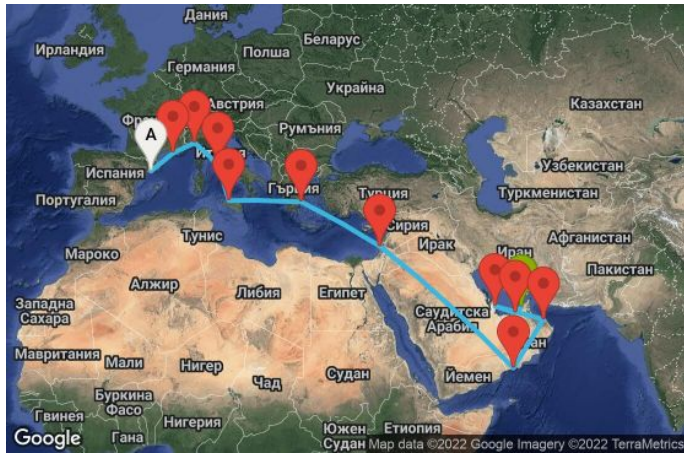 Дания
Ирландия
Беларус
Полша
Германия
Украйна
Казахстан
Австрия
A
Румъния
Узбекистан
Испания
Гърция
Турция
Туркменистан
Португалия
Сирия
Тунис
Ирак
Иран
Афганистан
Мароко
Пакистан
Алжир
Либия
Египет
Западна
Сахара
Саудитска
Арабия
Мавритания
Мали
Нигер
Йемен
Чад
Судан
Буркина
Фасо
Гвинея
Нигерия
Гана
Южен
Судан
Етиопия
Google
Map data ©2022 Google Imagery ©2022 TerraMetrics